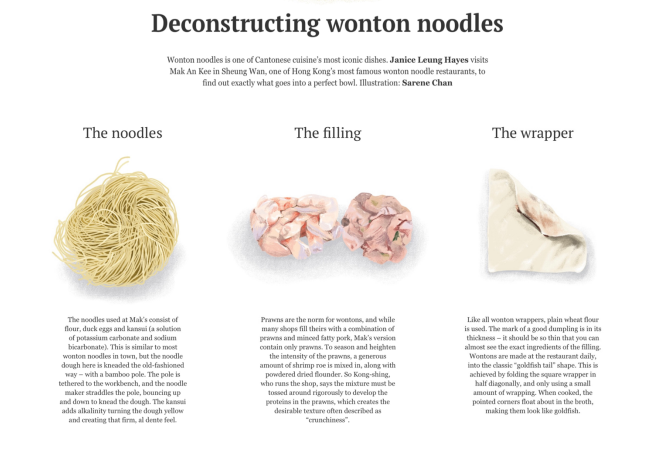 Deconstructing wonton noodles
Wonton noodles is one of Cantonese cuisine's most iconic dishes. Janice Leung Hayes visits
Mak An Kee in Sheung Wan, one of Hong Kong's most famous wonton noodle restaurants, to
find out exactly what goes into a perfect bowl. Illustration: Sarene Chan
The noodles
The noodles used at Mak's consist of
flour, duck eggs and kansui (a solution
of potassium carbonate and sodium
bicarbonate). This is similar to most
wonton noodles in town, but the noodle
dough here is kneaded the old-fashioned
way – with a bamboo pole. The pole is
tethered to the workbench, and the noodle
maker straddles the pole, bouncing up
and down to knead the dough. The kansui
adds alkalinity turning the dough yellow
and creating that firm, al dente feel.
The filling
Prawns are the norm for wontons, and while
many shops fill theirs with a combination of
prawns and minced fatty pork, Mak's version
contain only prawns. To season and heighten
the intensity of the prawns, a generous
amount of shrimp roe is mixed in, along with
powdered dried flounder. So Kong-shing,
who runs the shop, says the mixture must be
tossed around rigorously to develop the
proteins in the prawns, which creates the
desirable texture often described as
“crunchiness”.
The wrapper
Like all wonton wrappers, plain wheat flour
is used. The mark of a good dumpling is in its
thickness – it should be so thin that you can
almost see the exact ingredients of the filling.
Wontons are made at the restaurant daily,
into the classic “goldfish tail” shape. This is
achieved by folding the square wrapper in
half diagonally, and only using a small
amount of wrapping. When cooked, the
pointed corners float about in the broth,
making them look like goldfish.